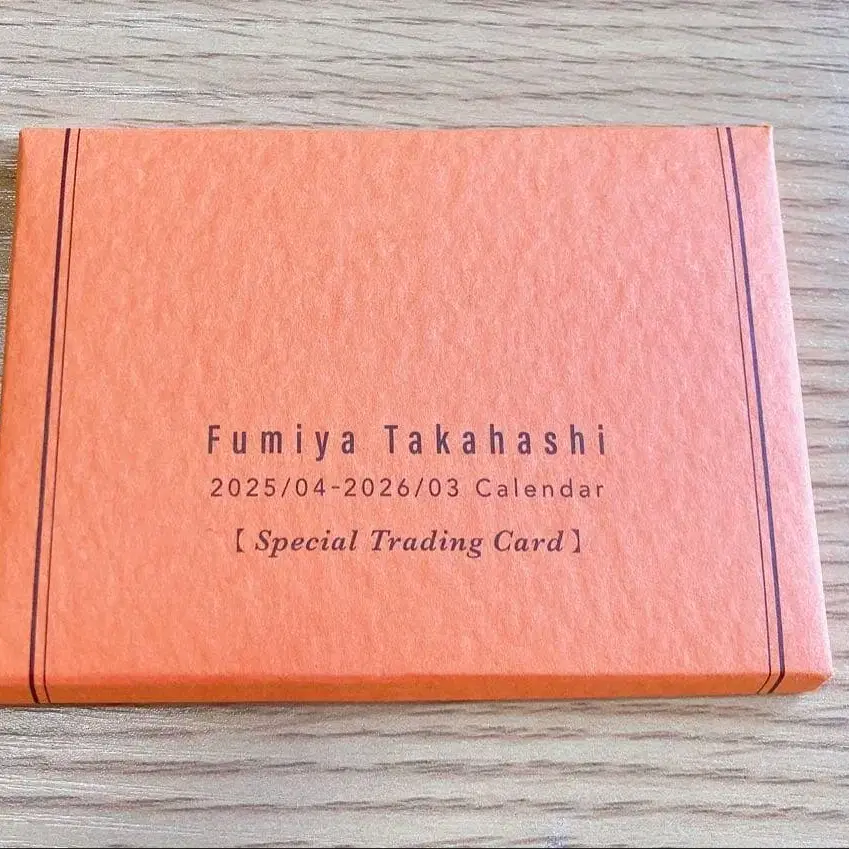 Fumiya Takahashi
2025/04-2026/03 Calendar
【 Special Trading Card】